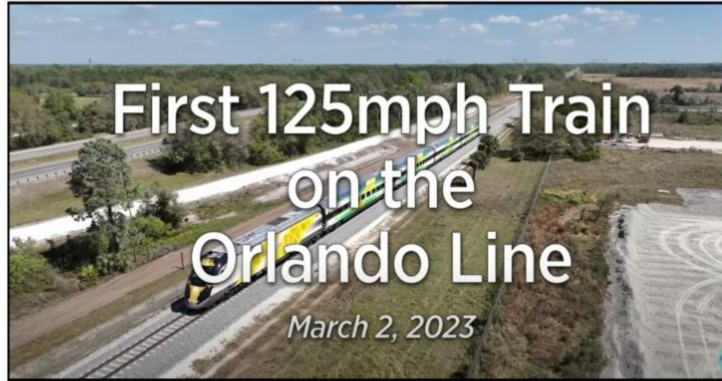 First 125mph Train
on the
Orlando Line
March 2, 2023